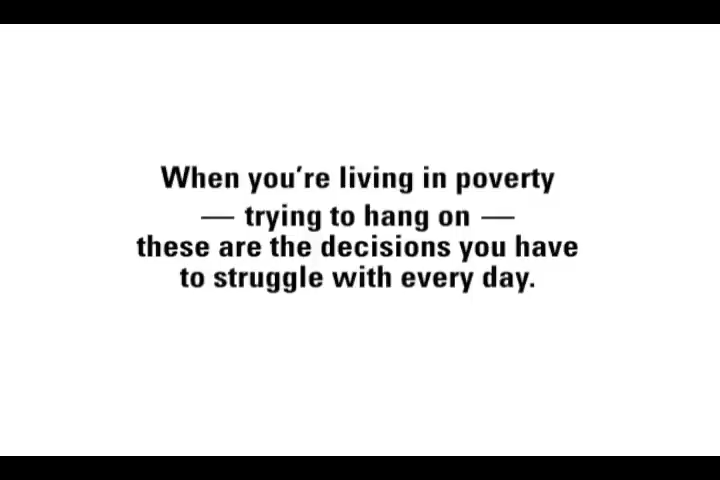 When you're living in poverty
— trying to hang on —
these are the decisions you have
to struggle with every day.